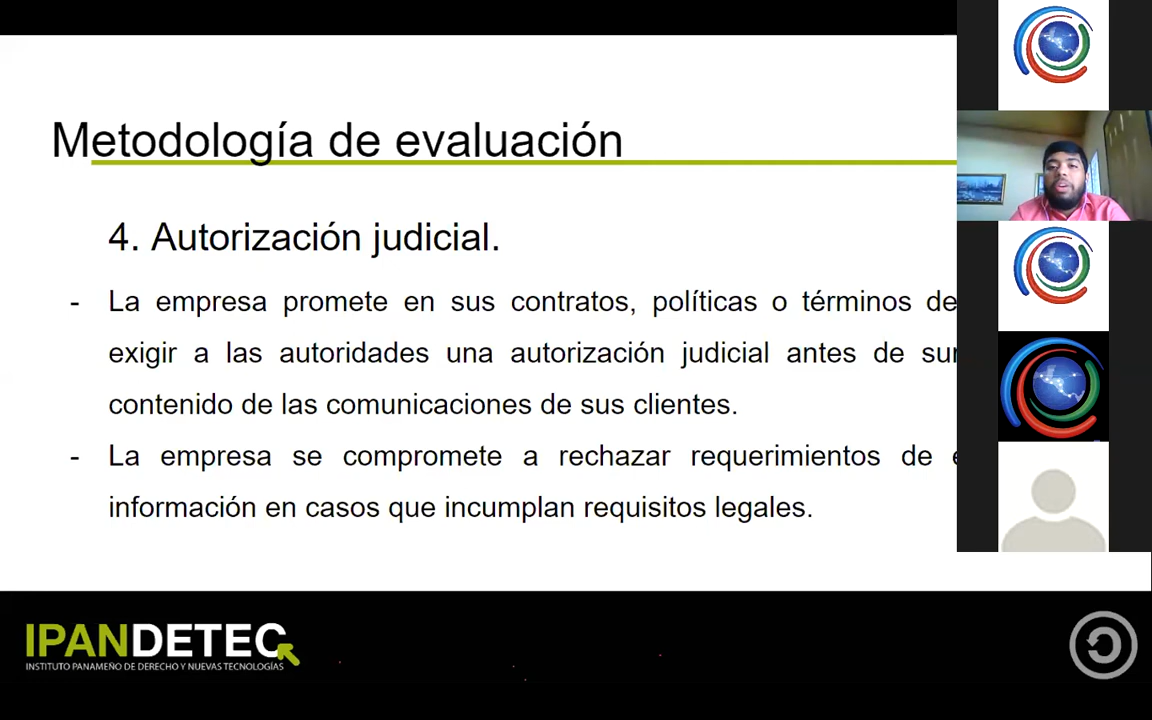 Metodología de evaluación
4. Autorización judicial.
- La empresa promete en sus contratos, políticas o términos de
exigir a las autoridades una autorización judicial antes de
contenido de las comunicaciones de sus clientes.
- La empresa se compromete a rechazar requerimientos de
información en casos que incumplan requisitos legales.
IPANDETEC
INSTITUTO PANAMEÑO DE DERECHO Y NUEVAS TECNOLOGÍAS